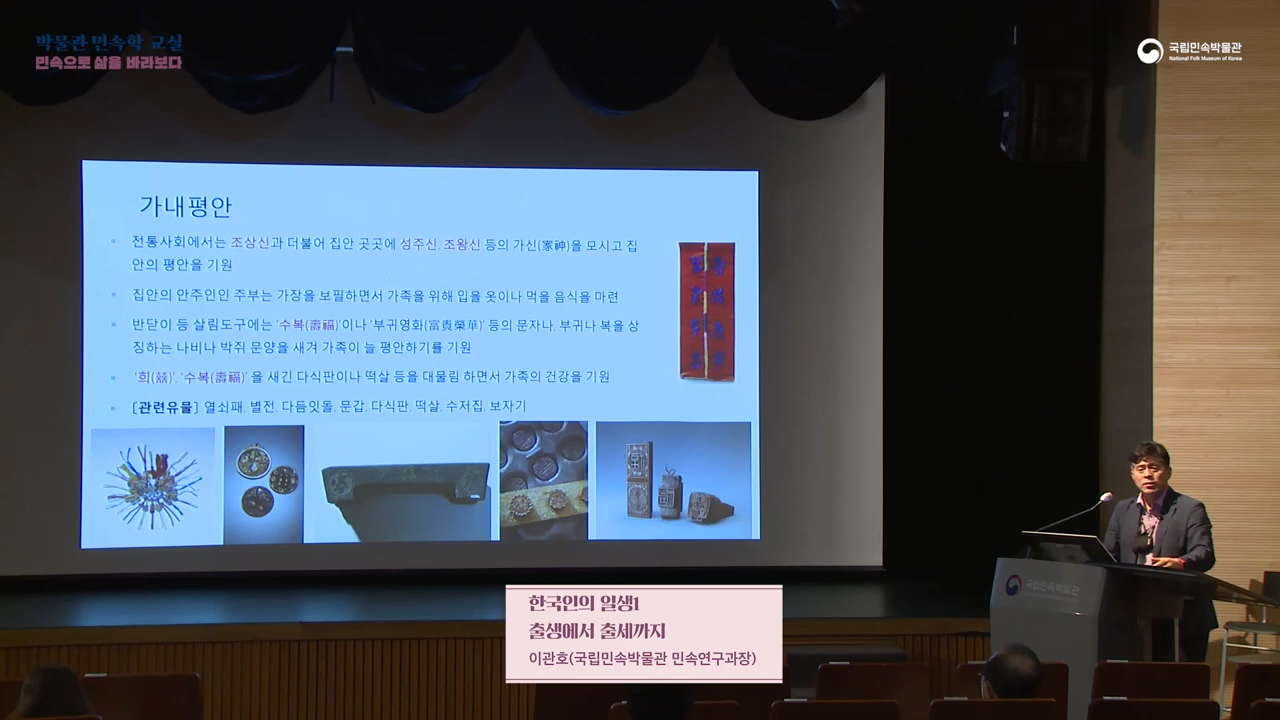 박물관 민속학 교실
민속으로 삶을 바라보다
국립민속박물관
National Folk Museum of Korea
가내평안
전통사회에서는 조상신과 더불어 집안 곳곳에 성주신, 조왕신 등의 가신(家神)을 모시고 집
안의 평안을 기원
집안의 안주인인 주부는 가장을 보필하면서 가족을 위해 입을 옷이나 먹을 음식을 마련
반닫이 등 살림도구에는 '수복(壽福)'이나 '부귀영화(富貴榮華)' 등의 문자나, 부귀나 복을 상
징하는 나비나 박쥐 문양을 새겨 가족이 늘 평안하기를 기원
'희(囍)', '수복(壽福)' 을 새긴 다식판이나 떡살 등을 대물림 하면서 가족의 건강을 기원
[관련유물] 열쇠패, 별전, 다듬잇돌, 문갑, 다식판, 떡살, 수저집, 보자기
국립민속박물관
한국인의 일생1
출생에서 출세까지
이관호(국립민속박물관 민속연구과장)